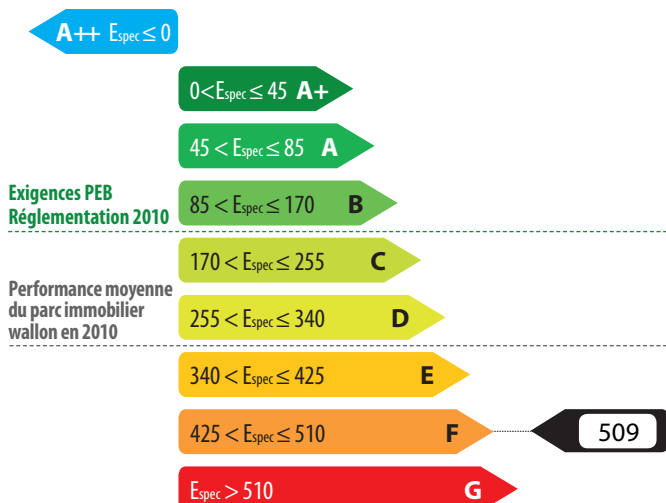 A++ Espec ≤ 0
0<Espec ≤ 45 A+
45 < Espec ≤ 85 A
Exigences PEB
Réglementation 2010
85 < Espec ≤ 170 B
170 < Espec ≤ 255 C
Performance moyenne
du parc immobilier
wallon en 2010
255 < Espec ≤ 340 D
340 < Espec ≤ 425 E
425 < Espec ≤ 510 F
509
Espec > 510 G